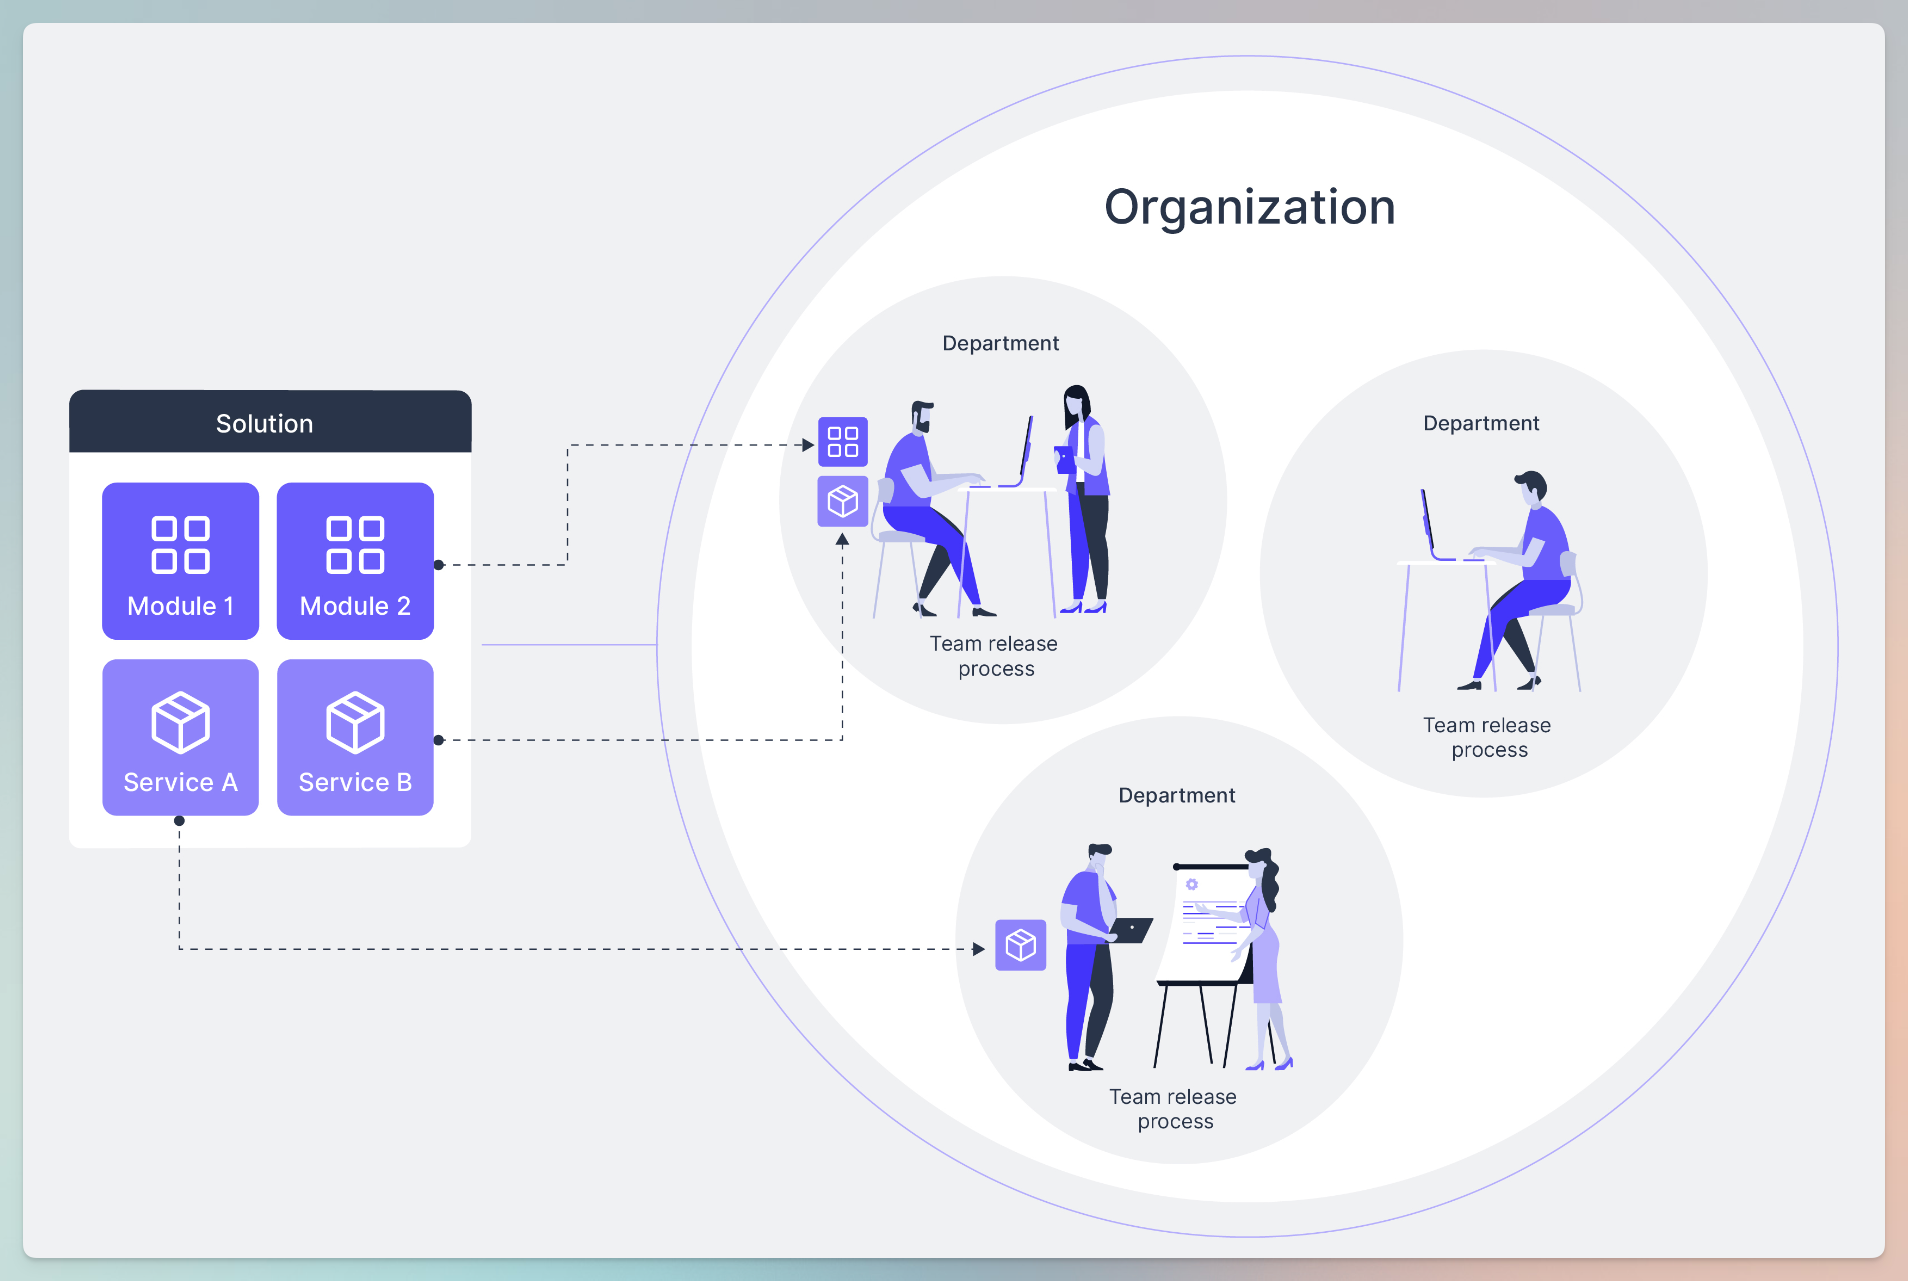 Organization
Solution
Module 1
Module 2
Service A
Service B
Department
Team release
process
Department
Team release
process
Department
Team release
process